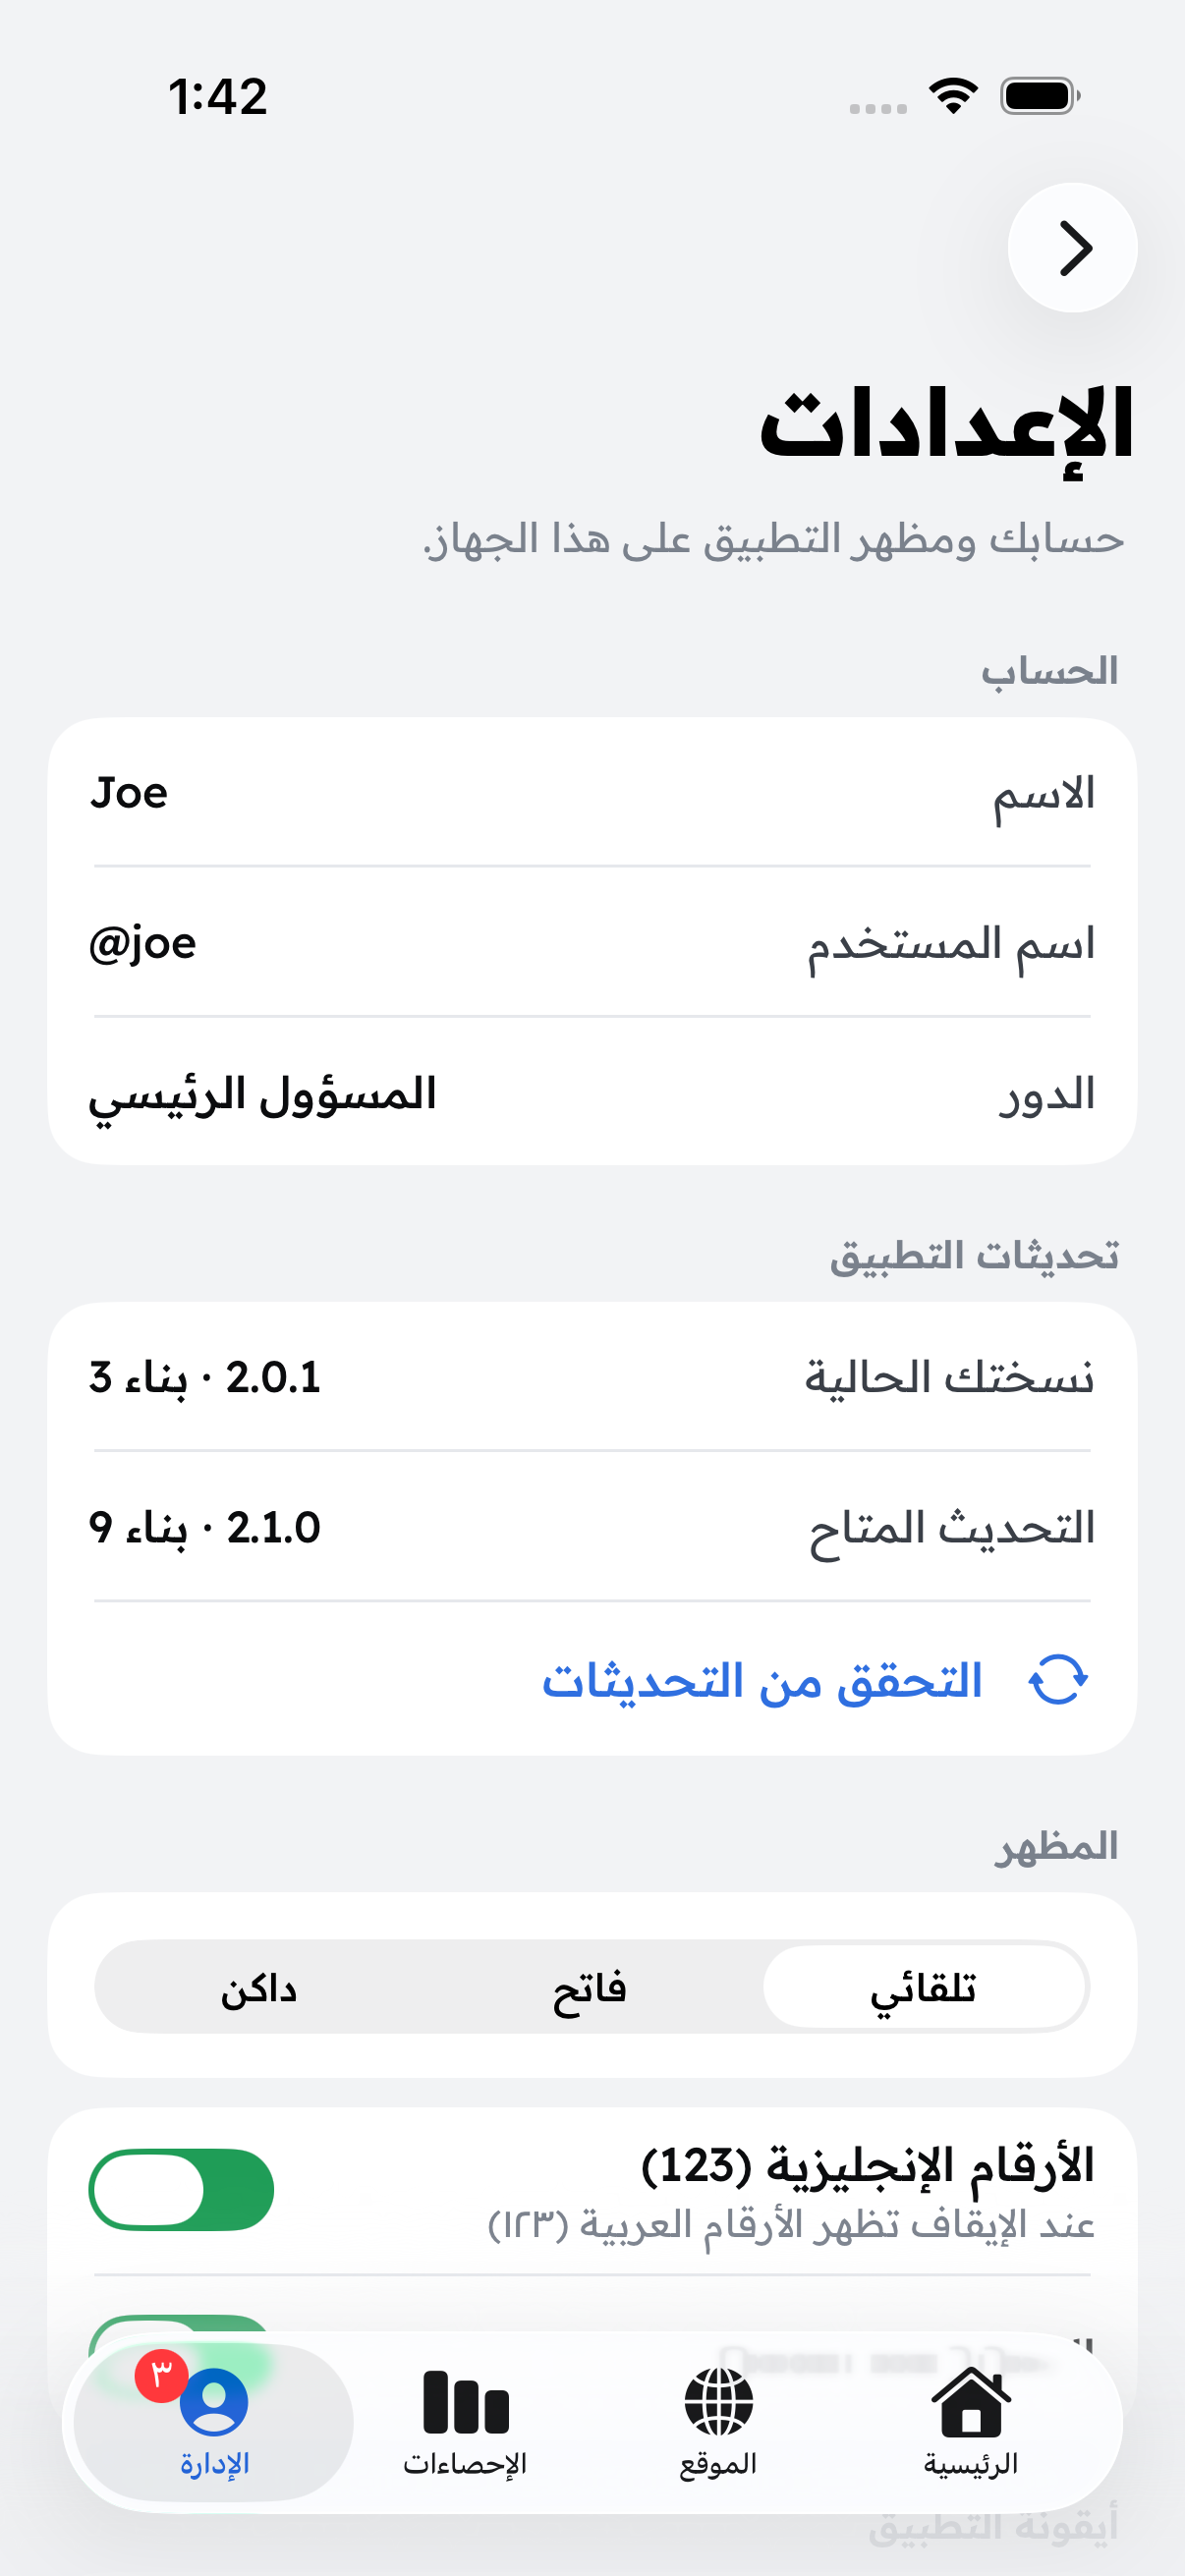 1:42
الإعدادات
حسابك ومظهر التطبيق على هذا الجهاز.
الحساب
الاسم Joe
اسم المستخدم @joe
الدور المسؤول الرئيسي
تحديثات التطبيق
نسختك الحالية 2.0.1 · بناء 3
التحديث المتاح 2.1.0 · بناء 9
التحقق من التحديثات
المظهر
تلقائي فاتح داكن
الأرقام الإنجليزية (123)
عند الإيقاف تظهر الأرقام العربية (١٢٣)
٣
الرئيسية الموقع الإحصاءات الإدارة
أيقونة التطبيق